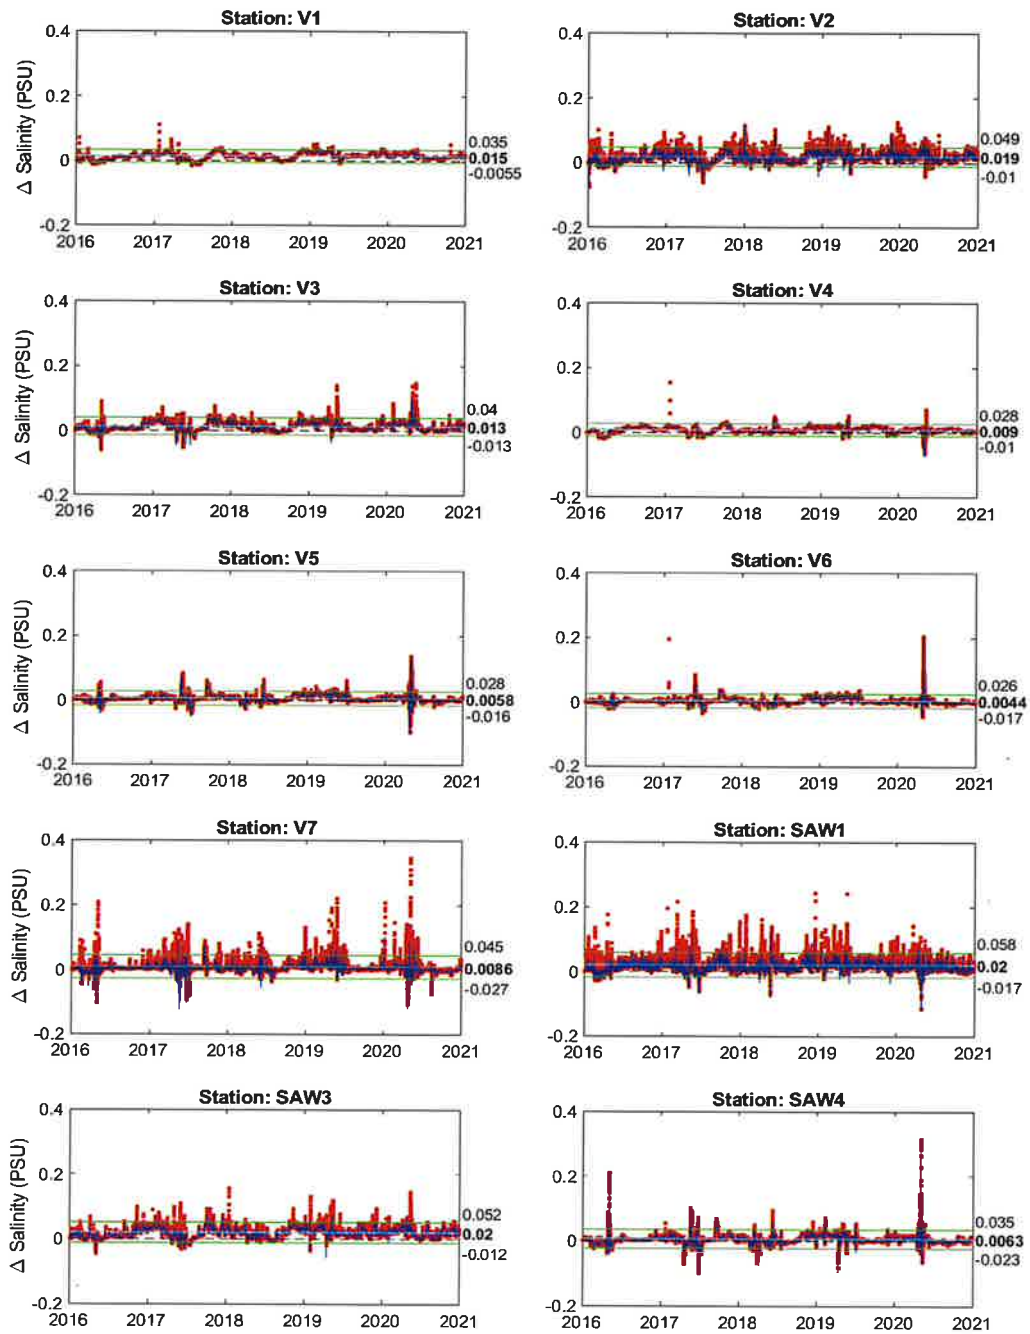 Station: V1
Δ Salinity (PSU)
0.4
0.2
0
-0.2
2016 2017 2018 2019 2020 2021
0.035
0.015
-0.0055
Station: V2
0.4
0.2
0
-0.2
2016 2017 2018 2019 2020 2021
0.049
0.019
-0.01
Station: V3
Δ Salinity (PSU)
0.4
0.2
0
-0.2
2016 2017 2018 2019 2020 2021
0.04
0.013
-0.013
Station: V4
0.4
0.2
0
-0.2
2016 2017 2018 2019 2020 2021
0.028
0.009
-0.01
Station: V5
Δ Salinity (PSU)
0.4
0.2
0
-0.2
2016 2017 2018 2019 2020 2021
0.028
0.0058
-0.016
Station: V6
0.4
0.2
0
-0.2
2016 2017 2018 2019 2020 2021
0.026
0.0044
-0.017
Station: V7
Δ Salinity (PSU)
0.4
0.2
0
-0.2
2016 2017 2018 2019 2020 2021
0.045
0.0086
-0.027
Station: SAW1
0.4
0.2
0
-0.2
2016 2017 2018 2019 2020 2021
0.058
0.02
-0.017
Station: SAW3
Δ Salinity (PSU)
0.4
0.2
0
-0.2
2016 2017 2018 2019 2020 2021
0.052
0.02
-0.012
Station: SAW4
0.4
0.2
0
-0.2
2016 2017 2018 2019 2020 2021
0.035
0.0063
-0.023